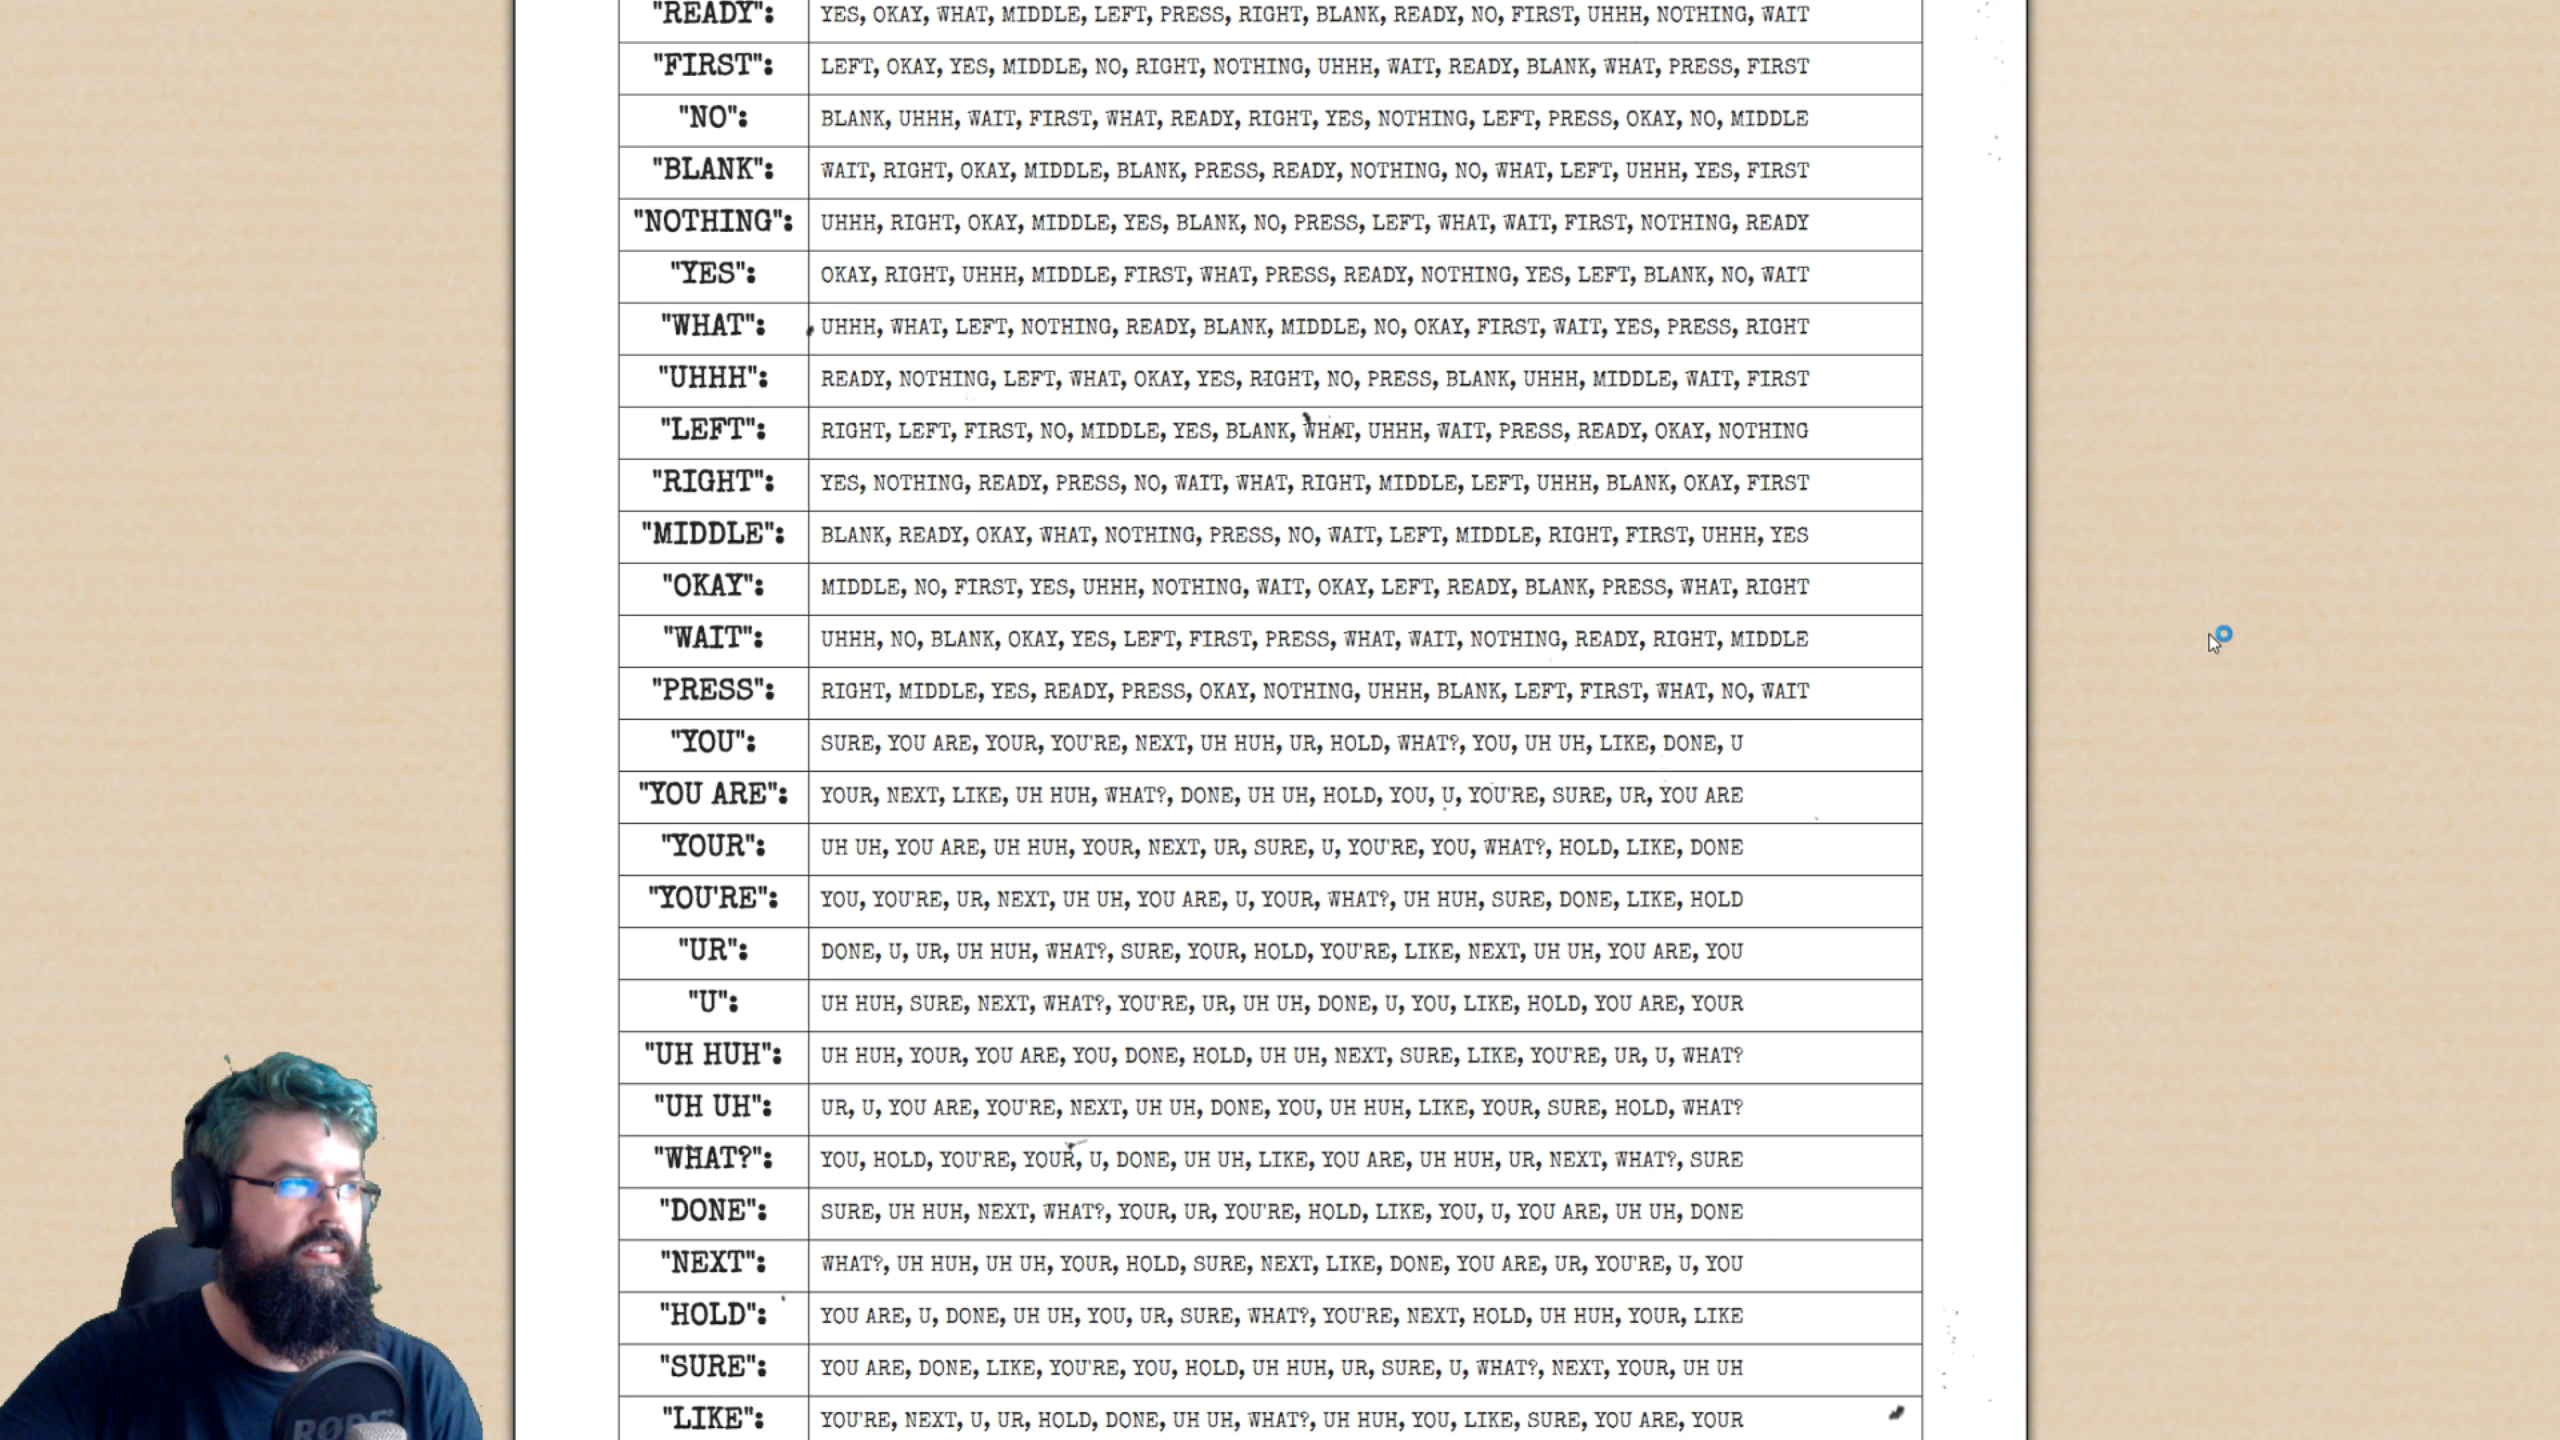 "READY": YES, OKAY, WHAT, MIDDLE, LEFT, PRESS, RIGHT, BLANK, READY, NO, FIRST, UHHH, NOTHING, WAIT
"FIRST": LEFT, OKAY, YES, MIDDLE, NO, RIGHT, NOTHING, UHHH, WAIT, READY, BLANK, WHAT, PRESS, FIRST
"NO": BLANK, UHHH, WAIT, FIRST, WHAT, READY, RIGHT, YES, NOTHING, LEFT, PRESS, OKAY, NO, MIDDLE
"BLANK": WAIT, RIGHT, OKAY, MIDDLE, BLANK, PRESS, READY, NOTHING, NO, WHAT, LEFT, UHHH, YES, FIRST
"NOTHING": UHHH, RIGHT, OKAY, MIDDLE, YES, BLANK, NO, PRESS, LEFT, WHAT, WAIT, FIRST, NOTHING, READY
"YES": OKAY, RIGHT, UHHH, MIDDLE, FIRST, WHAT, PRESS, READY, NOTHING, YES, LEFT, BLANK, NO, WAIT
"WHAT": UHHH, WHAT, LEFT, NOTHING, READY, BLANK, MIDDLE, NO, OKAY, FIRST, WAIT, YES, PRESS, RIGHT
"UHHH": READY, NOTHING, LEFT, WHAT, OKAY, YES, RIGHT, NO, PRESS, BLANK, UHHH, MIDDLE, WAIT, FIRST
"LEFT": RIGHT, LEFT, FIRST, NO, MIDDLE, YES, BLANK, WHAT, UHHH, WAIT, PRESS, READY, OKAY, NOTHING
"RIGHT": YES, NOTHING, READY, PRESS, NO, WAIT, WHAT, RIGHT, MIDDLE, LEFT, UHHH, BLANK, OKAY, FIRST
"MIDDLE": BLANK, READY, OKAY, WHAT, NOTHING, PRESS, NO, WAIT, LEFT, MIDDLE, RIGHT, FIRST, UHHH, YES
"OKAY": MIDDLE, NO, FIRST, YES, UHHH, NOTHING, WAIT, OKAY, LEFT, READY, BLANK, PRESS, WHAT, RIGHT
"WAIT": UHHH, NO, BLANK, OKAY, YES, LEFT, FIRST, PRESS, WHAT, WAIT, NOTHING, READY, RIGHT, MIDDLE
"PRESS": RIGHT, MIDDLE, YES, READY, PRESS, OKAY, NOTHING, UHHH, BLANK, LEFT, FIRST, WHAT, NO, WAIT
"YOU": SURE, YOU ARE, YOUR, YOU'RE, NEXT, UH HUH, UR, HOLD, WHAT?, YOU, UH UH, LIKE, DONE, U
"YOU ARE": YOUR, NEXT, LIKE, UH HUH, WHAT?, DONE, UH UH, HOLD, YOU, U, YOU'RE, SURE, UR, YOU ARE
"YOUR": UH UH, YOU ARE, UH HUH, YOUR, NEXT, UR, SURE, U, YOU'RE, YOU, WHAT?, HOLD, LIKE, DONE
"YOU'RE": YOU, YOU'RE, UR, NEXT, UH UH, YOU ARE, U, YOUR, WHAT?, UH HUH, SURE, DONE, LIKE, HOLD
"UR": DONE, U, UR, UH HUH, WHAT?, SURE, YOUR, HOLD, YOU'RE, LIKE, NEXT, UH UH, YOU ARE, YOU
"U": UH HUH, SURE, NEXT, WHAT?, YOU'RE, UR, UH UH, DONE, U, YOU, LIKE, HOLD, YOU ARE, YOUR
"UH HUH": UH HUH, YOUR, YOU ARE, YOU, DONE, HOLD, UH UH, NEXT, SURE, LIKE, YOU'RE, UR, U, WHAT?
"UH UH": UR, U, YOU ARE, YOU'RE, NEXT, UH UH, DONE, YOU, UH HUH, LIKE, YOUR, SURE, HOLD, WHAT?
"WHAT?": YOU, HOLD, YOU'RE, YOUR, U, DONE, UH UH, LIKE, YOU ARE, UH HUH, UR, NEXT, WHAT?, SURE
"DONE": SURE, UH HUH, NEXT, WHAT?, YOUR, UR, YOU'RE, HOLD, LIKE, YOU, U, YOU ARE, UH UH, DONE
"NEXT": WHAT?, UH HUH, UH UH, YOUR, HOLD, SURE, NEXT, LIKE, DONE, YOU ARE, UR, YOU'RE, U, YOU
"HOLD": YOU ARE, U, DONE, UH UH, YOU, UR, SURE, WHAT?, YOU'RE, NEXT, HOLD, UH HUH, YOUR, LIKE
"SURE": YOU ARE, DONE, LIKE, YOU'RE, YOU, HOLD, UH HUH, UR, SURE, U, WHAT?, NEXT, YOUR, UH UH
"LIKE": YOU'RE, NEXT, U, UR, HOLD, DONE, UH UH, WHAT?, UH HUH, YOU, LIKE, SURE, YOU ARE, YOUR
RØDE